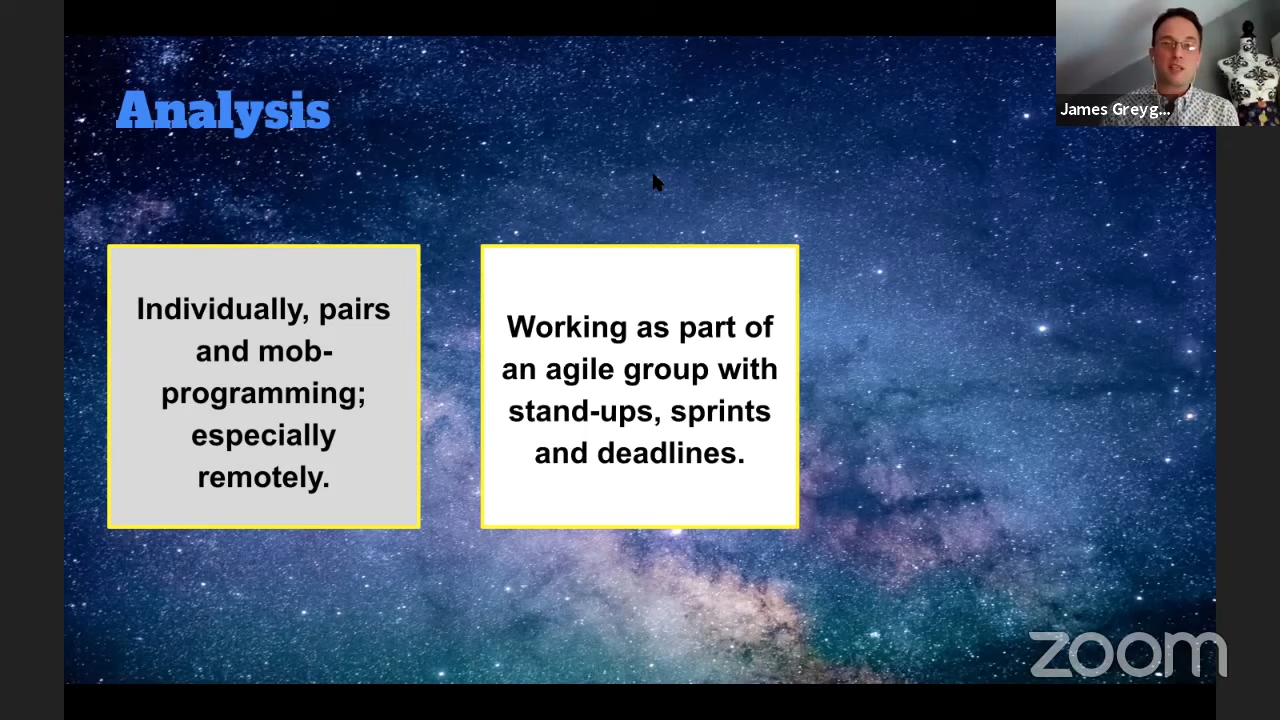 Analysis
James Greyg...
Individually, pairs
and mob-
programming;
especially
remotely.
Working as part of
an agile group with
stand-ups, sprints
and deadlines.
zoom